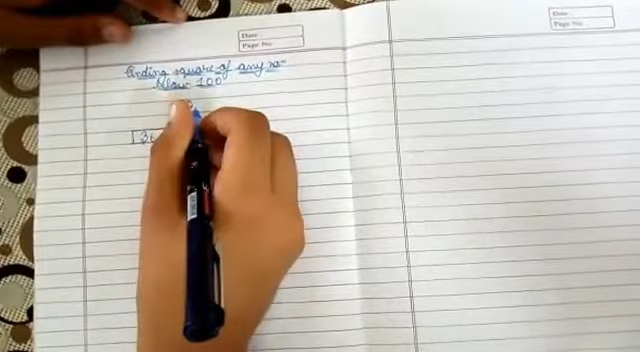 Date
Page No.
Date
Page No.
Finding square of any no
below 100